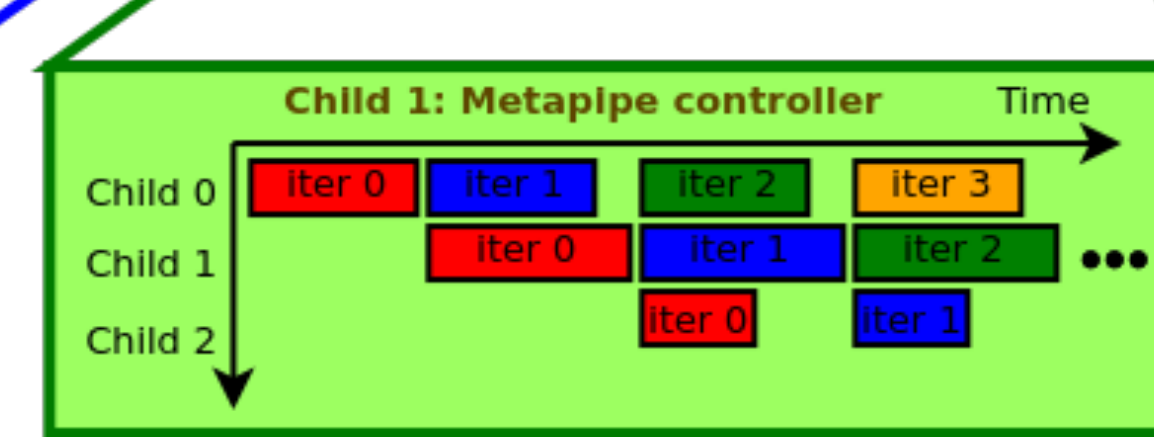 Child 1: Metapipe controller
Time
Child 0 iter 0 iter 1 iter 2 iter 3
Child 1 iter 0 iter 1 iter 2 •••
Child 2 iter 0 iter 1